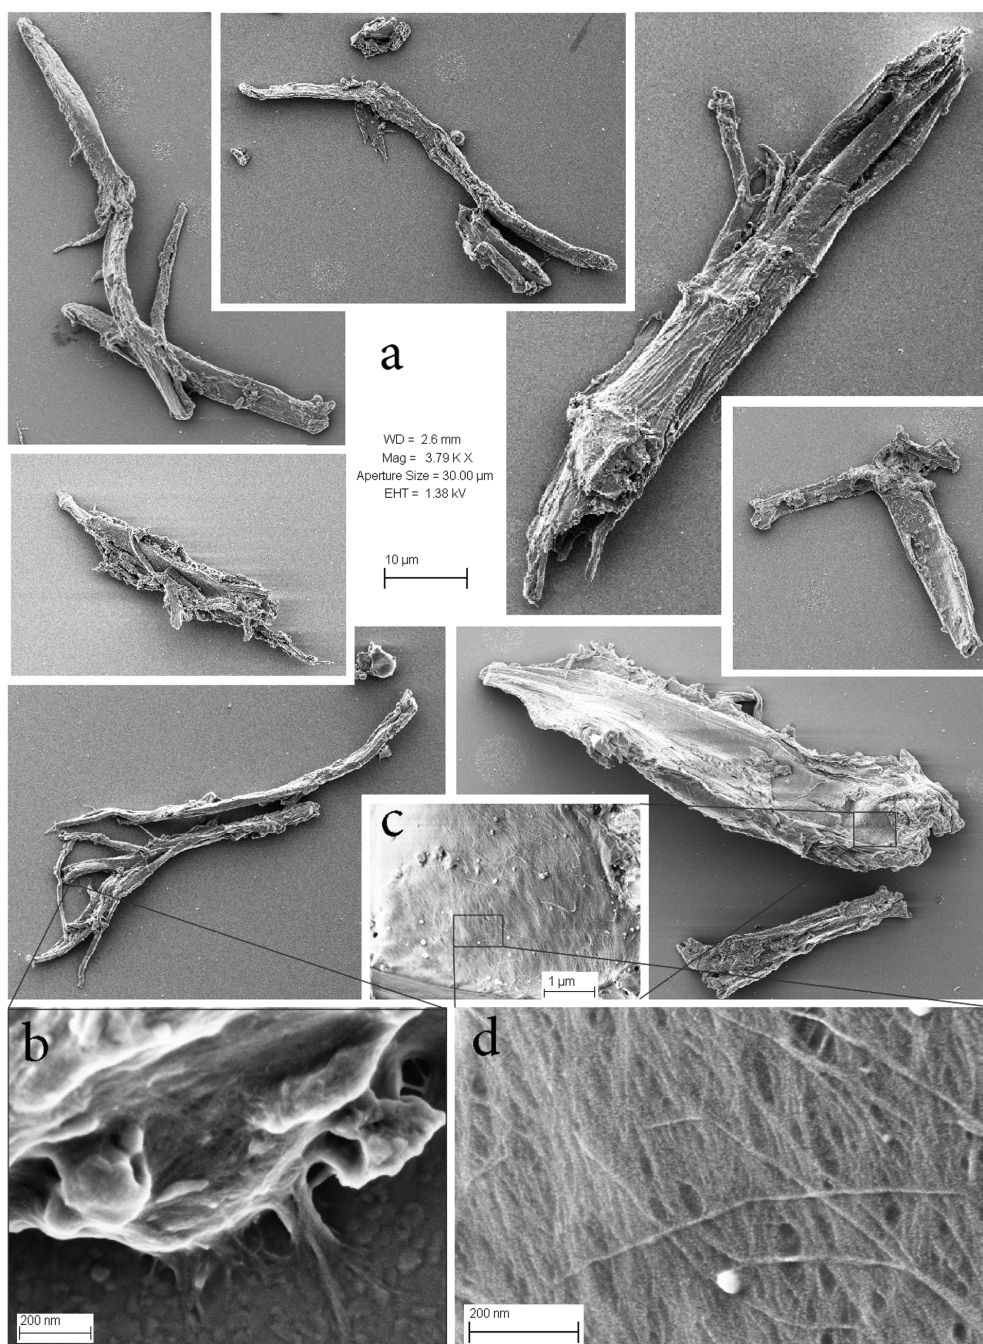 a
WD = 2.6 mm
Mag = 3.79 K X
Aperture Size = 30.00 µm
EHT = 1.38 kV
10 µm
c
1 µm
b
d
200 nm
200 nm